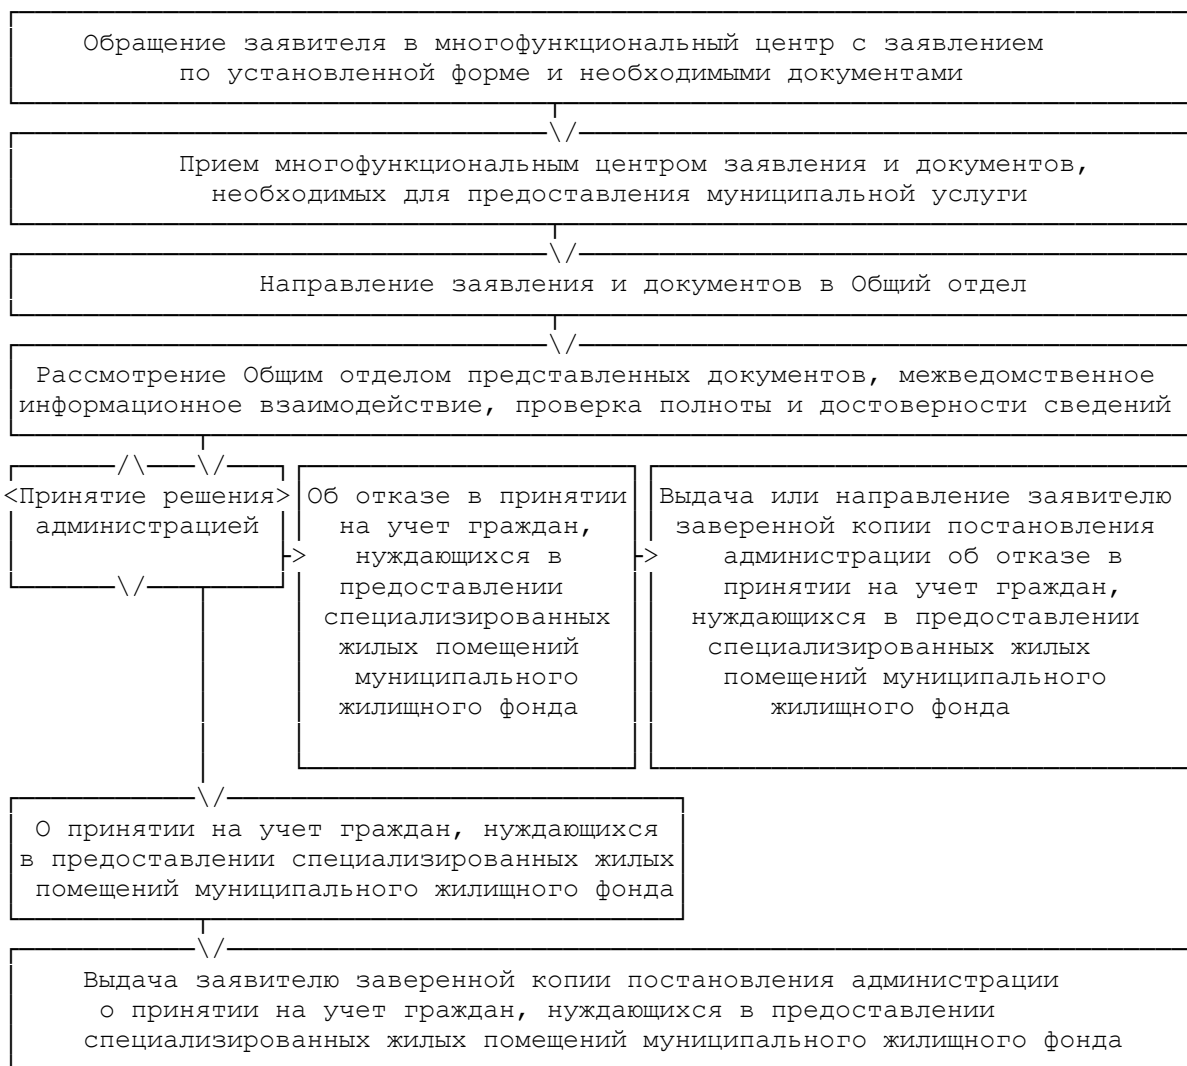 Обращение заявителя в многофункциональный центр с заявлением
по установленной форме и необходимыми документами
Прием многофункциональным центром заявления и документов,
необходимых для предоставления муниципальной услуги
Направление заявления и документов в Общий отдел
Рассмотрение Общим отделом представленных документов, межведомственное
информационное взаимодействие, проверка полноты и достоверности сведений
<Принятие решения>
администрацией
Об отказе в принятии
на учет граждан,
нуждающихся в
предоставлении
специализированных
жилых помещений
муниципального
жилищного фонда
Выдача или направление заявителю
заверенной копии постановления
администрации об отказе в
принятии на учет граждан,
нуждающихся в предоставлении
специализированных жилых
помещений муниципального
жилищного фонда
О принятии на учет граждан, нуждающихся
в предоставлении специализированных жилых
помещений муниципального жилищного фонда
Выдача заявителю заверенной копии постановления администрации
о принятии на учет граждан, нуждающихся в предоставлении
специализированных жилых помещений муниципального жилищного фонда